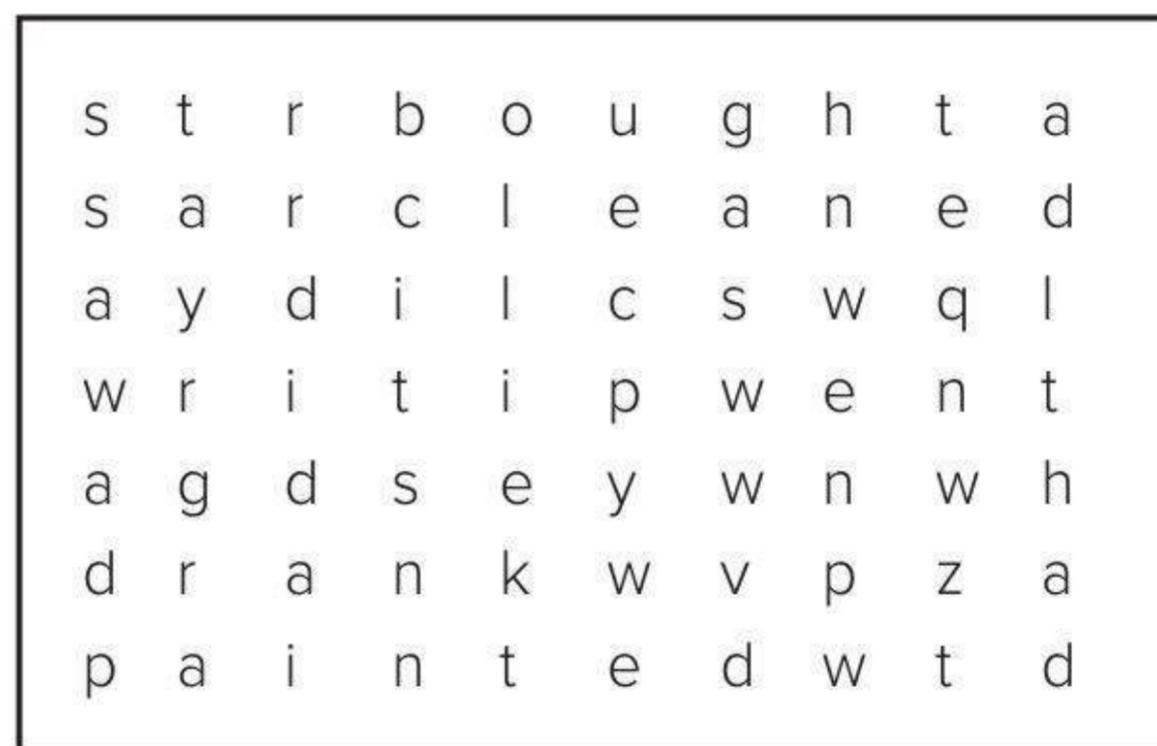 s t r b o u g h t a
s a r c l e a n e d
a y d i l c s w q l
w r i t i p w e n t
a g d s e y w n w h
d r a n k w v p z a
p a i n t e d w t d